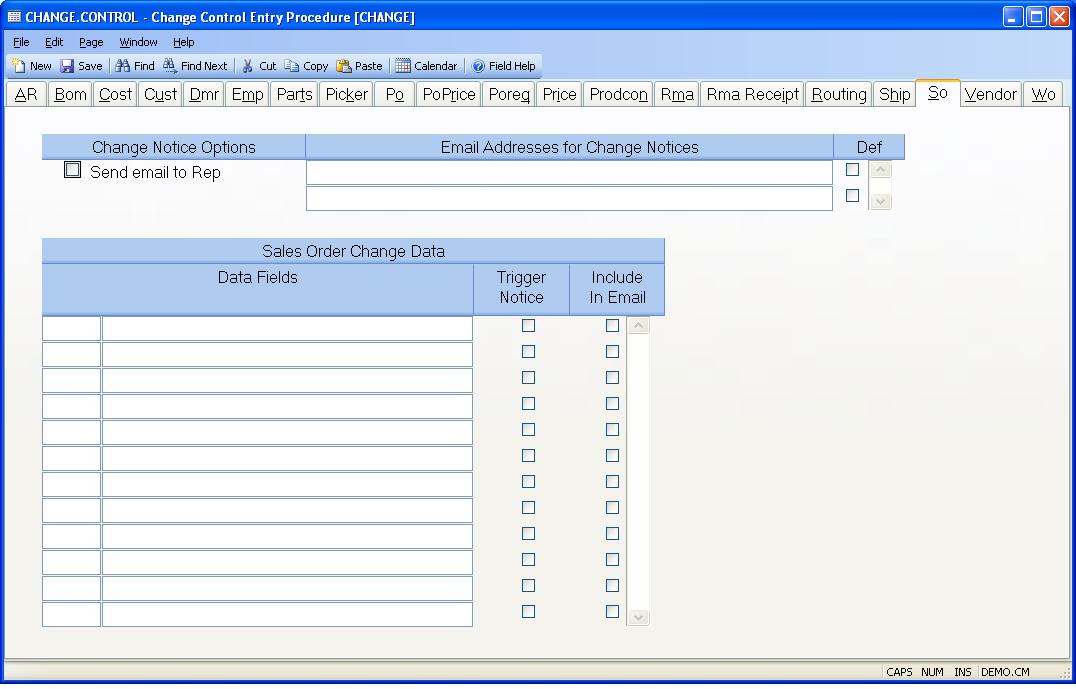 CHANGE.CONTROL - Change Control Entry Procedure [CHANGE]
File Edit Page Window Help
New Save Find Find Next Cut Copy Paste Calendar Field Help
AR Bom Cost Cust Dmr Emp Parts Picker Po PoPrice Poreq Price Prodcon Rma Rma Receipt Routing Ship So Vendor Wo
Change Notice Options Email Addresses for Change Notices Def
Send email to Rep
Sales Order Change Data
Data Fields Trigger Include
Notice In Email
CAPS NUM INS DEMO.CM